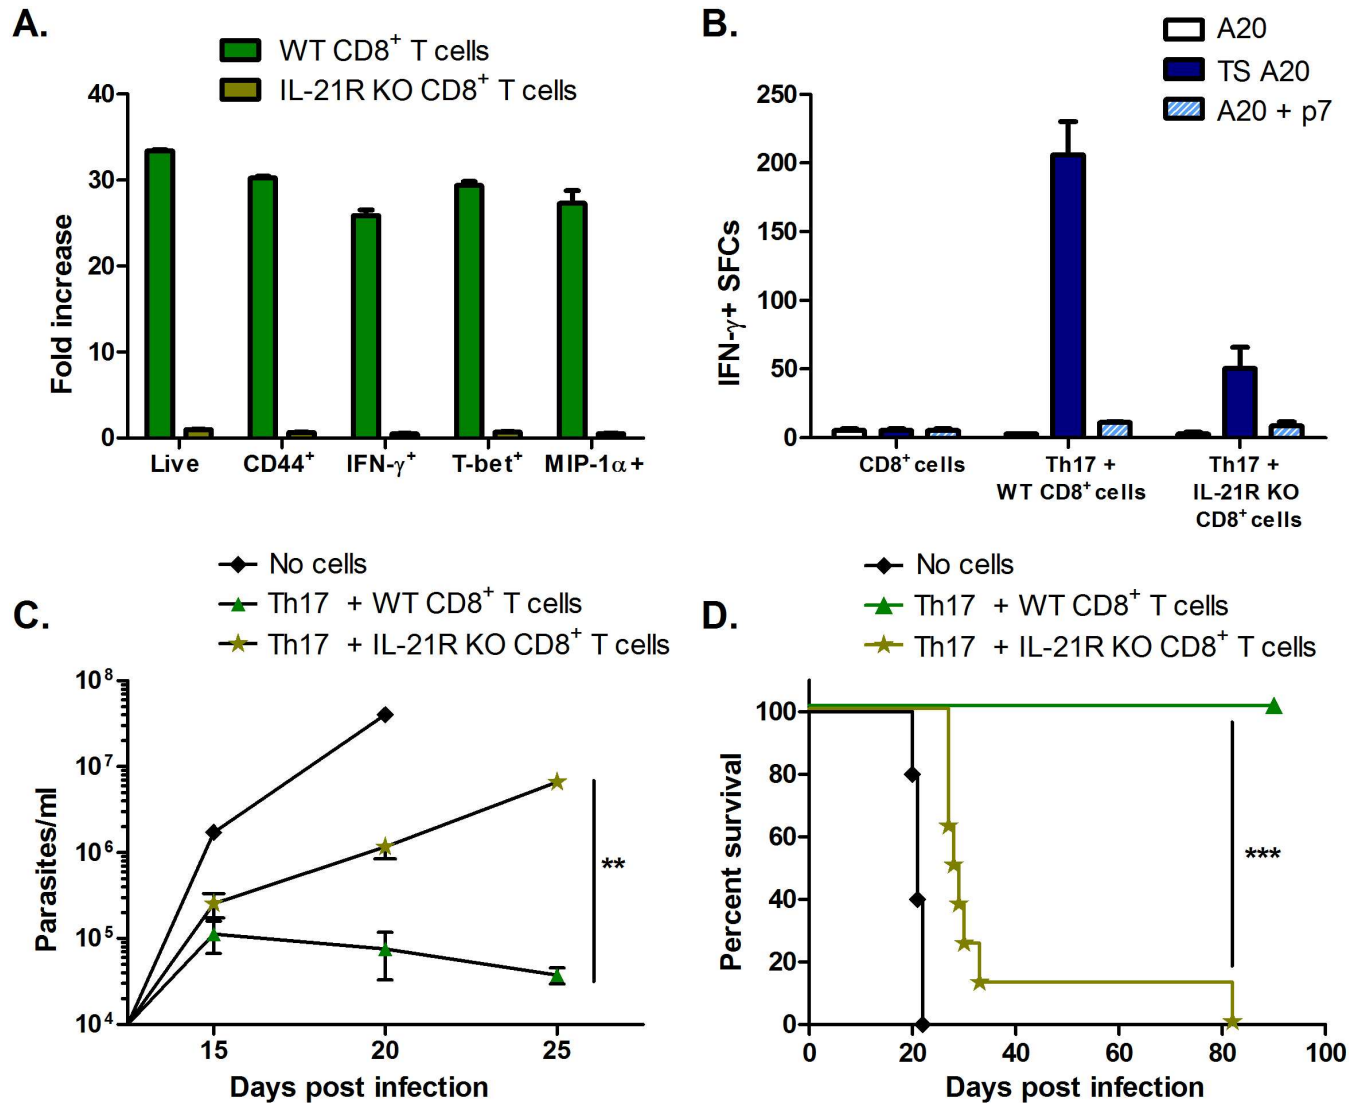 A.
WT CD8⁺ T cells
IL-21R KO CD8⁺ T cells
40
30
20
10
0
Fold increase
Live CD44⁺ IFN-γ⁺ T-bet⁺ MIP-1α+
B.
A20
TS A20
A20 + p7
250
200
150
100
50
0
IFN-γ+ SFCs
CD8⁺ cells
Th17 +
WT CD8⁺ cells
Th17 +
IL-21R KO
CD8⁺ cells
C.
No cells
Th17 + WT CD8⁺ T cells
Th17 + IL-21R KO CD8⁺ T cells
10⁸
10⁷
10⁶
10⁵
10⁴
Parasites/ml
**
15 20 25
Days post infection
D.
No cells
Th17 + WT CD8⁺ T cells
Th17 + IL-21R KO CD8⁺ T cells
100
80
60
40
20
0
Percent survival
***
0 20 40 60 80 100
Days post infection